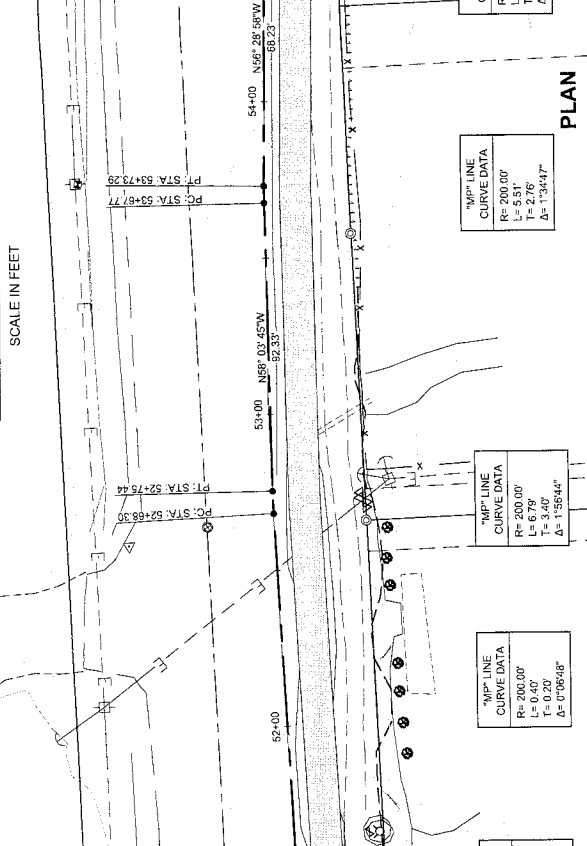 SCALE IN FEET
N56° 28' 58"W
68.23'
54+00
PT: STA: 53+73.29
PC: STA: 53+67.77
N58° 03' 45"W
92.33'
53+00
PT: STA: 52+75.44
PC: STA: 52+68.30
52+00
PLAN
"MP" LINE
CURVE DATA
R= 200.00'
L= 5.51'
T= 2.76'
Δ= 1°34'47"
"MP" LINE
CURVE DATA
R= 200.00'
L= 6.79'
T= 3.40'
Δ= 1°56'44"
"MP" LINE
CURVE DATA
R= 200.00'
L= 0.40'
T= 0.20'
Δ= 0°06'48"